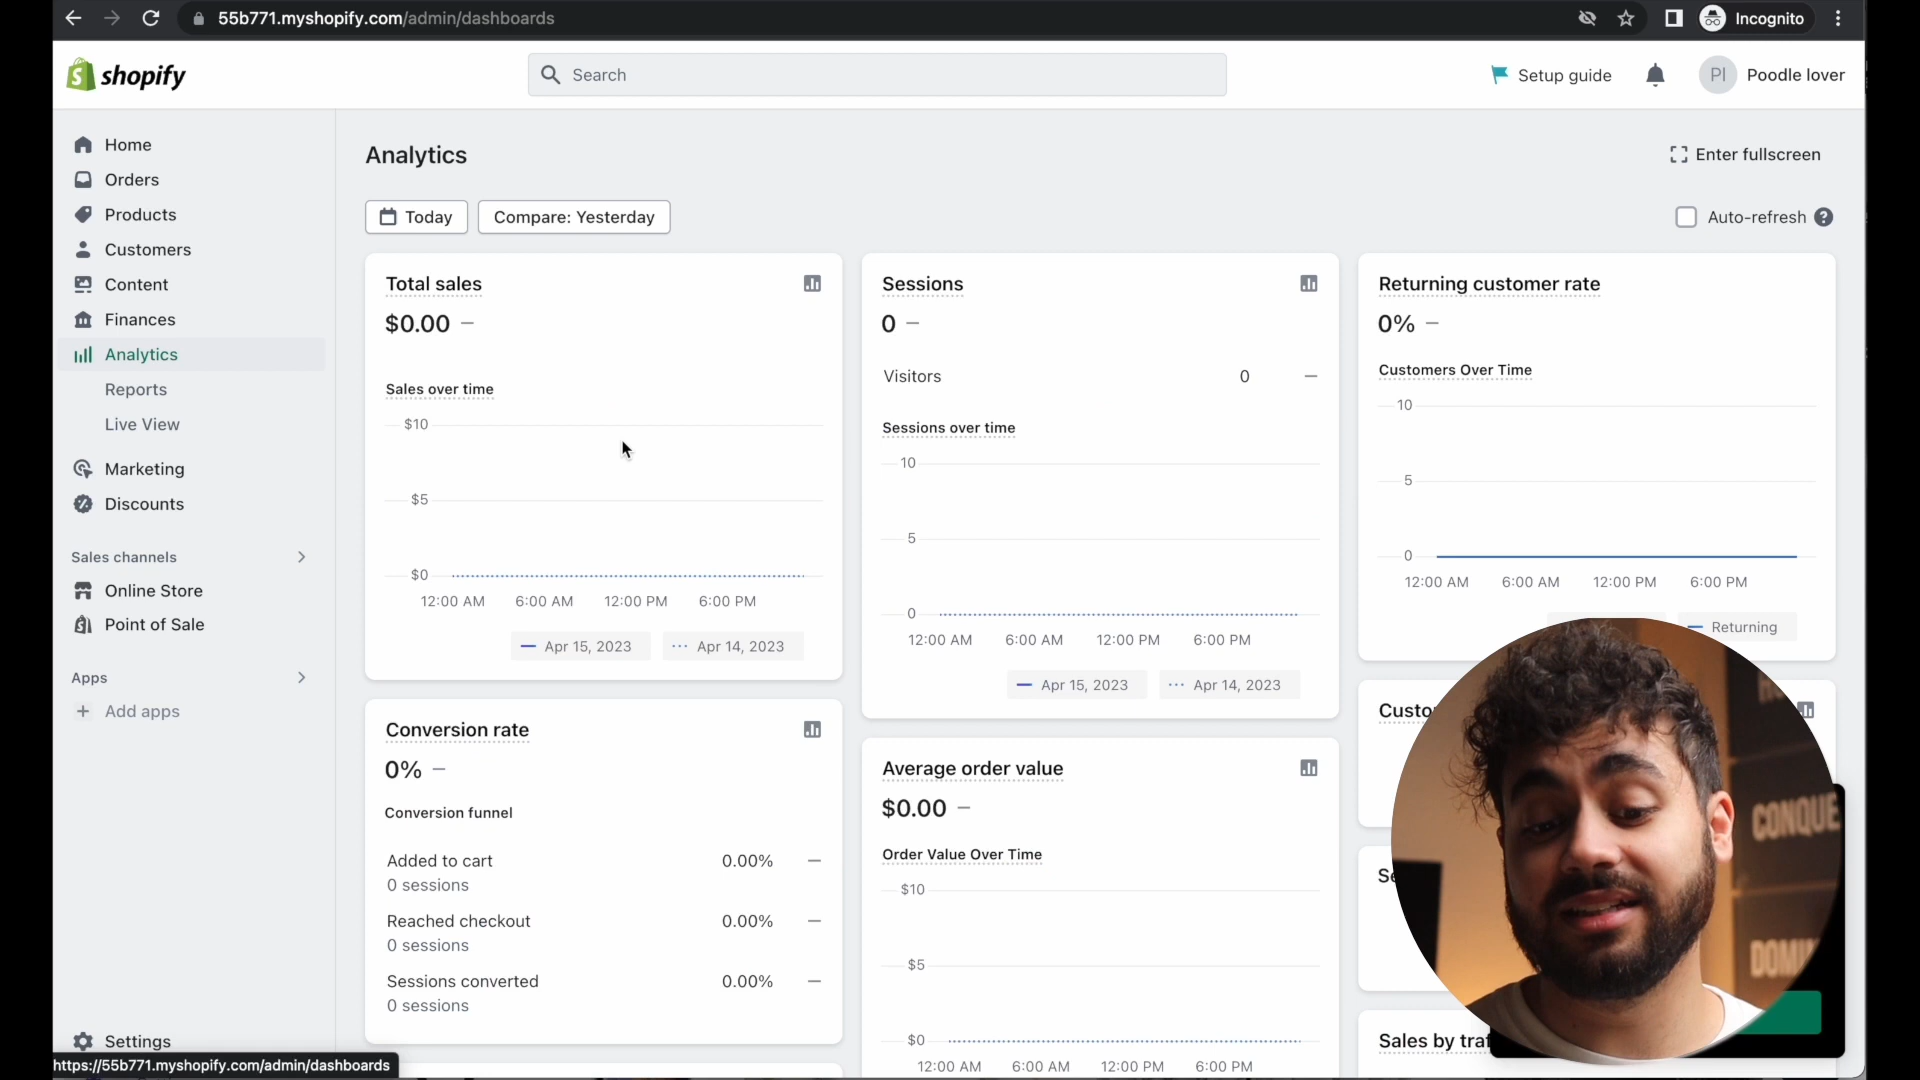 55b771.myshopify.com/admin/dashboards
Incognito
shopify
Search
Setup guide
Pl
Poodle lover
Home
Orders
Products
Customers
Content
Finances
Analytics
Reports
Live View
Marketing
Discounts
Sales channels
Online Store
Point of Sale
Apps
Add apps
Settings
https://55b771.myshopify.com/admin/dashboards
Analytics
Enter fullscreen
Today
Compare: Yesterday
Auto-refresh
Total sales
$0.00 –
Sales over time
$10
$5
$0
12:00 AM 6:00 AM 12:00 PM 6:00 PM
Apr 15, 2023 Apr 14, 2023
Conversion rate
0% –
Conversion funnel
Added to cart 0.00% –
0 sessions
Reached checkout 0.00% –
0 sessions
Sessions converted 0.00% –
0 sessions
Sessions
0 –
Visitors 0 –
Sessions over time
10
5
0
12:00 AM 6:00 AM 12:00 PM 6:00 PM
Apr 15, 2023 Apr 14, 2023
Average order value
$0.00 –
Order Value Over Time
$10
$5
$0
12:00 AM 6:00 AM 12:00 PM 6:00 PM
Returning customer rate
0% –
Customers Over Time
10
5
0
12:00 AM 6:00 AM 12:00 PM 6:00 PM
Returning
Custo
Se
Sales by traf
CONQUE
DOMIN